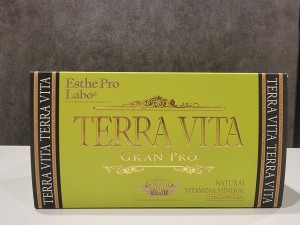 Esthe Pro
Labo®
TERRA VITA
GRAN PRO.
NATURAL
VITAMIN & MINERAL
TERRA VITA TERRA VITA
TERRA VITA TERRA VITA